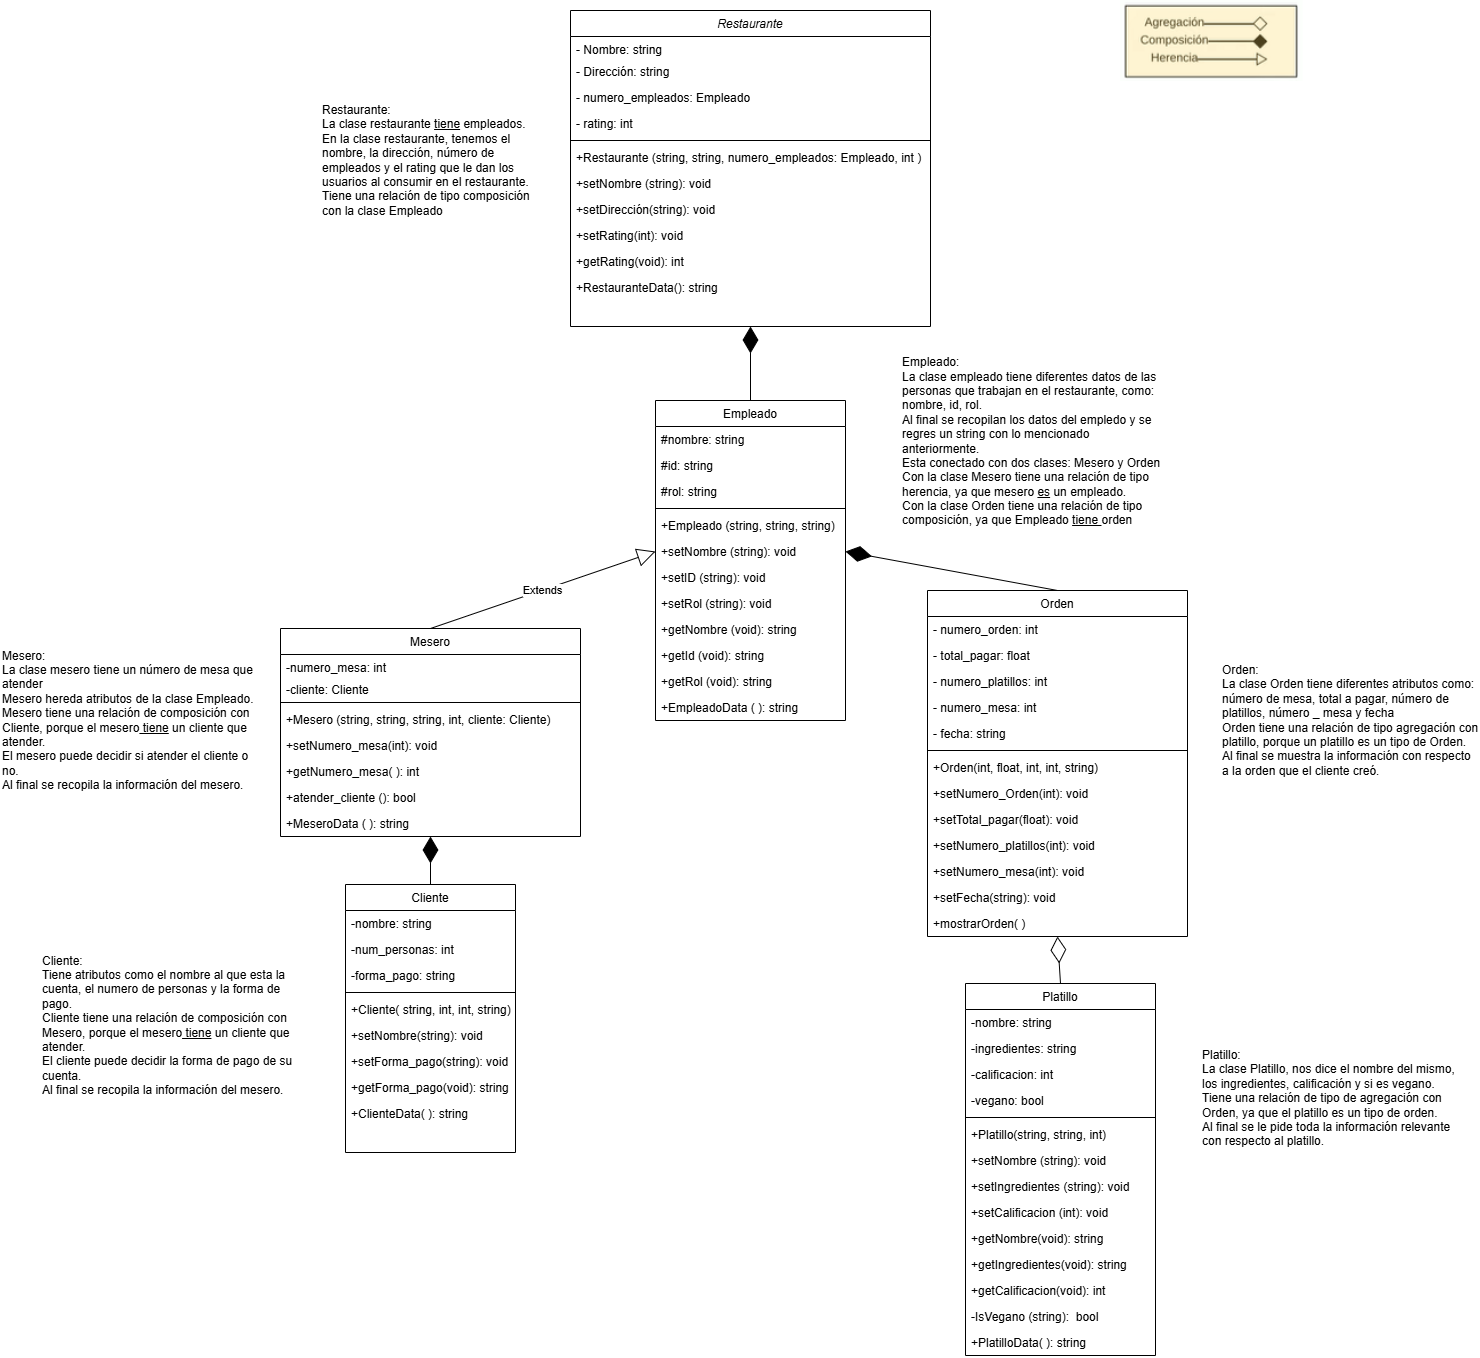 Restaurante
- Nombre: string
- Dirección: string
- numero_empleados: Empleado
- rating: int
+Restaurante (string, string, numero_empleados: Empleado, int )
+setNombre (string): void
+setDirección(string): void
+setRating(int): void
+getRating(void): int
+RestauranteData(): string
Agregación
Composición
Herencia
Restaurante:
La clase restaurante tiene empleados.
En la clase restaurante, tenemos el
nombre, la dirección, número de
empleados y el rating que le dan los
usuarios al consumir en el restaurante.
Tiene una relación de tipo composición
con la clase Empleado
Empleado
#nombre: string
#id: string
#rol: string
+Empleado (string, string, string)
+setNombre (string): void
+setID (string): void
+setRol (string): void
+getNombre (void): string
+getId (void): string
+getRol (void): string
+EmpleadoData ( ): string
Empleado:
La clase empleado tiene diferentes datos de las
personas que trabajan en el restaurante, como:
nombre, id, rol.
Al final se recopilan los datos del empledo y se
regres un string con lo mencionado
anteriormente.
Esta conectado con dos clases: Mesero y Orden
Con la clase Mesero tiene una relación de tipo
herencia, ya que mesero es un empleado.
Con la clase Orden tiene una relación de tipo
composición, ya que Empleado tiene orden
Extends
Mesero
-numero_mesa: int
-cliente: Cliente
+Mesero (string, string, string, int, cliente: Cliente)
+setNumero_mesa(int): void
+getNumero_mesa( ): int
+atender_cliente (): bool
+MeseroData ( ): string
Mesero:
La clase mesero tiene un número de mesa que
atender
Mesero hereda atributos de la clase Empleado.
Mesero tiene una relación de composición con
Cliente, porque el mesero tiene un cliente que
atender.
El mesero puede decidir si atender el cliente o
no.
Al final se recopila la información del mesero.
Orden
- numero_orden: int
- total_pagar: float
- numero_platillos: int
- numero_mesa: int
- fecha: string
+Orden(int, float, int, int, string)
+setNumero_Orden(int): void
+setTotal_pagar(float): void
+setNumero_platillos(int): void
+setNumero_mesa(int): void
+setFecha(string): void
+mostrarOrden( )
Orden:
La clase Orden tiene diferentes atributos como:
número de mesa, total a pagar, número de
platillos, número _ mesa y fecha
Orden tiene una relación de tipo agregación con
platillo, porque un platillo es un tipo de Orden.
Al final se muestra la información con respecto
a la orden que el cliente creó.
Cliente
-nombre: string
-num_personas: int
-forma_pago: string
+Cliente( string, int, int, string)
+setNombre(string): void
+setForma_pago(string): void
+getForma_pago(void): string
+ClienteData( ): string
Cliente:
Tiene atributos como el nombre al que esta la
cuenta, el numero de personas y la forma de
pago.
Cliente tiene una relación de composición con
Mesero, porque el mesero tiene un cliente que
atender.
El cliente puede decidir la forma de pago de su
cuenta.
Al final se recopila la información del mesero.
Platillo
-nombre: string
-ingredientes: string
-calificacion: int
-vegano: bool
+Platillo(string, string, int)
+setNombre (string): void
+setIngredientes (string): void
+setCalificacion (int): void
+getNombre(void): string
+getIngredientes(void): string
+getCalificacion(void): int
-IsVegano (string):  bool
+PlatilloData( ): string
Platillo:
La clase Platillo, nos dice el nombre del mismo,
los ingredientes, calificación y si es vegano.
Tiene una relación de tipo de agregación con
Orden, ya que el platillo es un tipo de orden.
Al final se le pide toda la información relevante
con respecto al platillo.